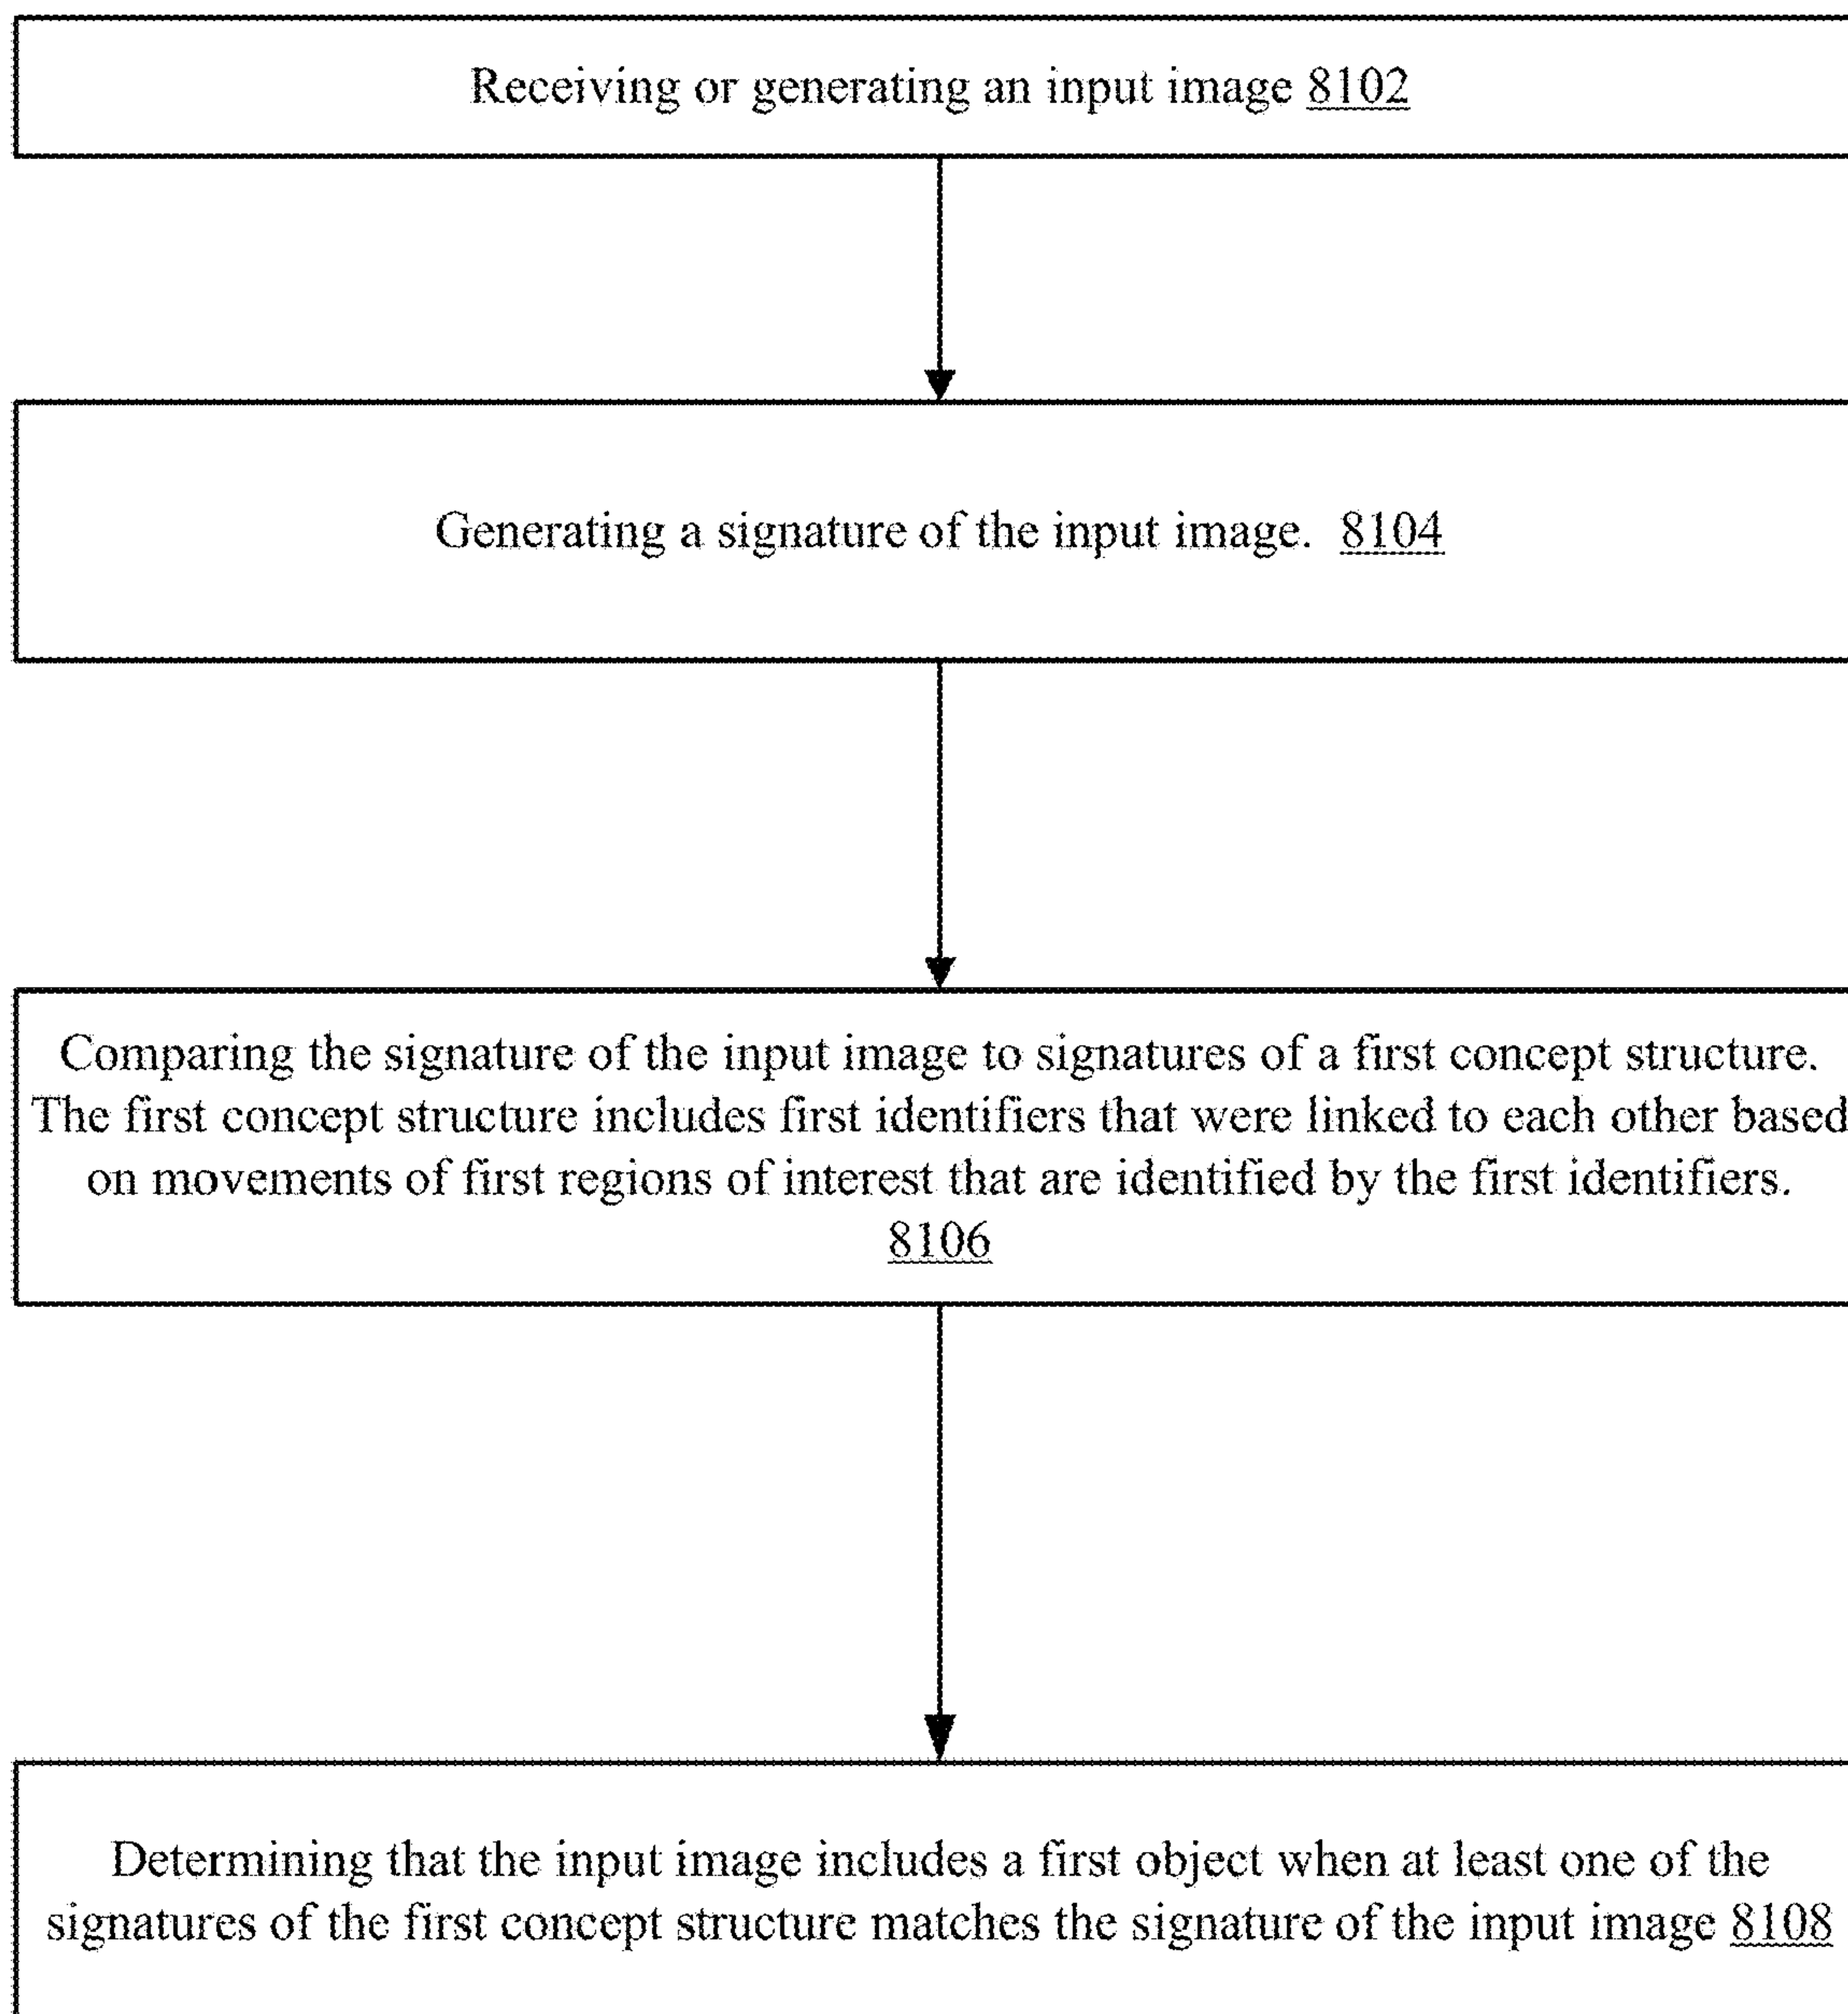 Receiving or generating an input image 8102
Generating a signature of the input image. 8104
Comparing the signature of the input image to signatures of a first concept structure.
The first concept structure includes first identifiers that were linked to each other based
on movements of first regions of interest that are identified by the first identifiers.
8106
Determining that the input image includes a first object when at least one of the
signatures of the first concept structure matches the signature of the input image 8108